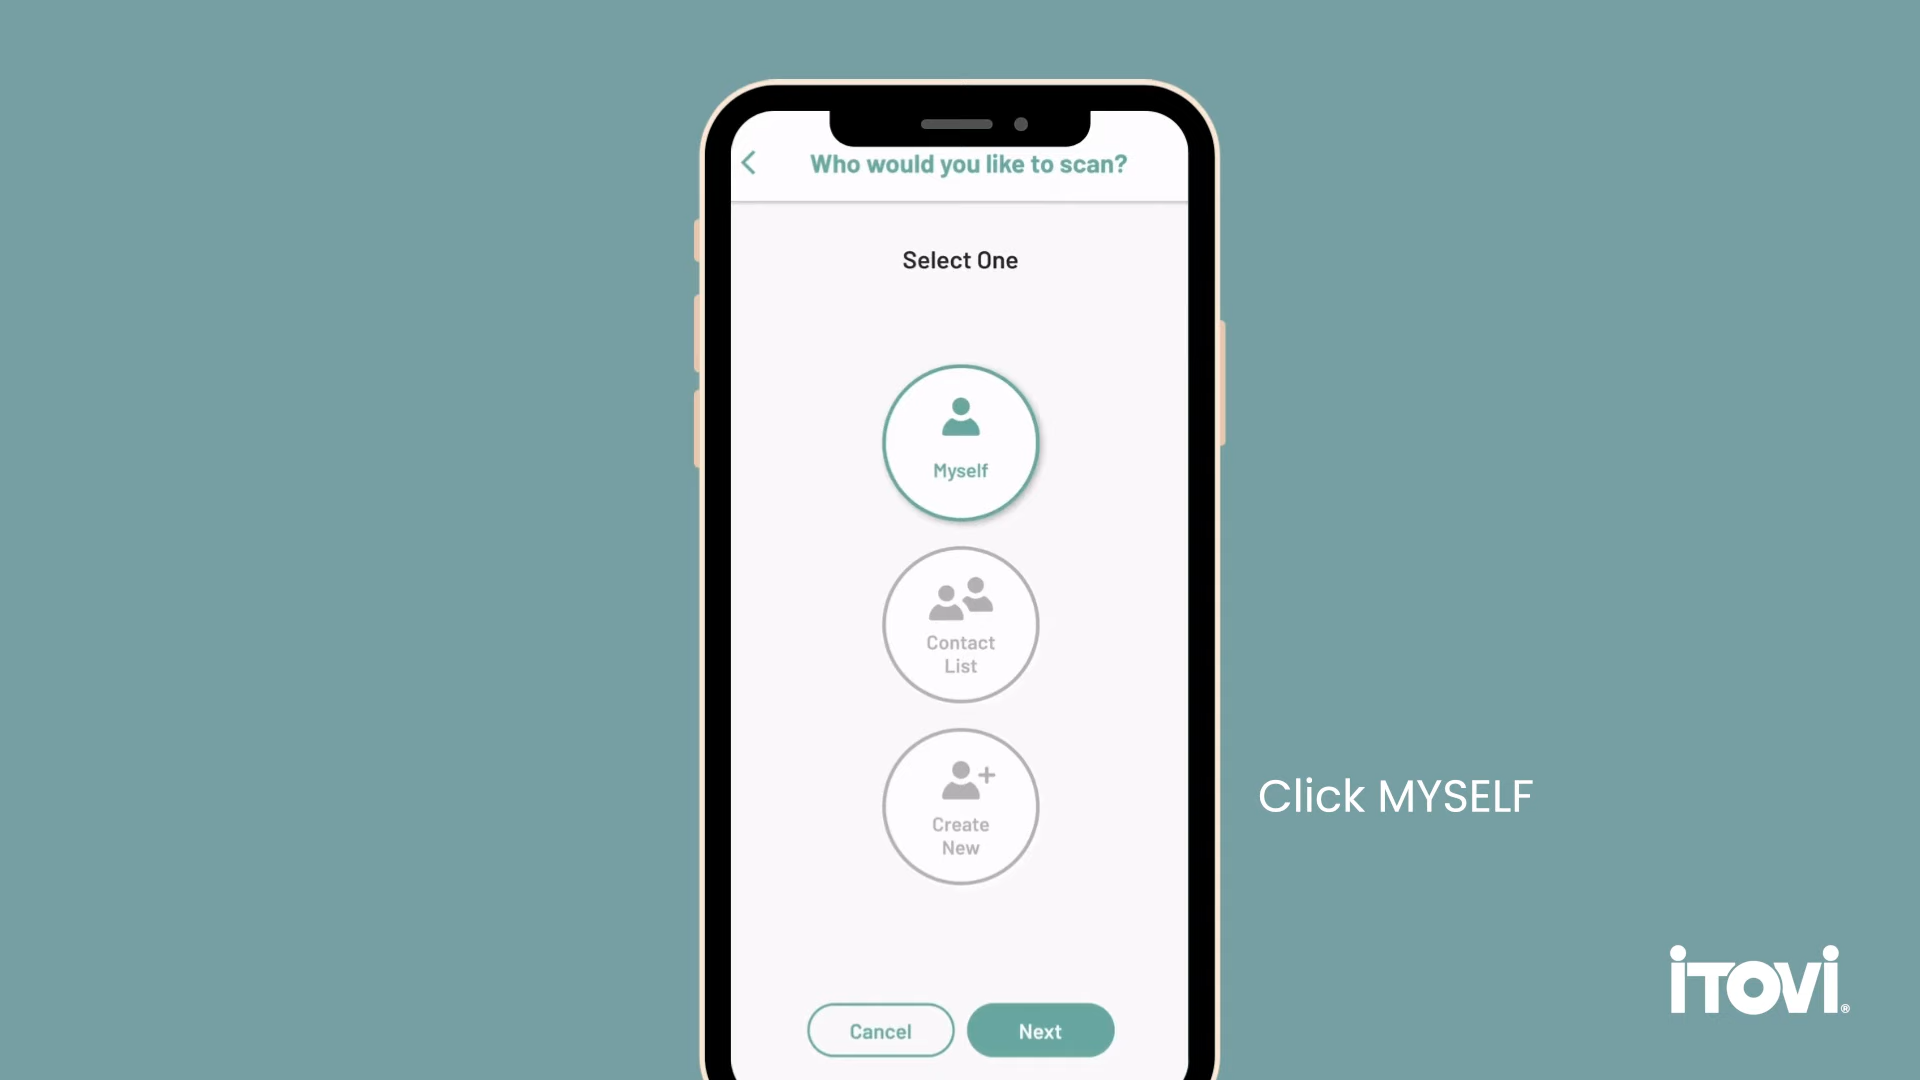 Who would you like to scan?
Select One
Myself
Contact
List
Create
New
Click MYSELF
Cancel
Next
iTOVi®